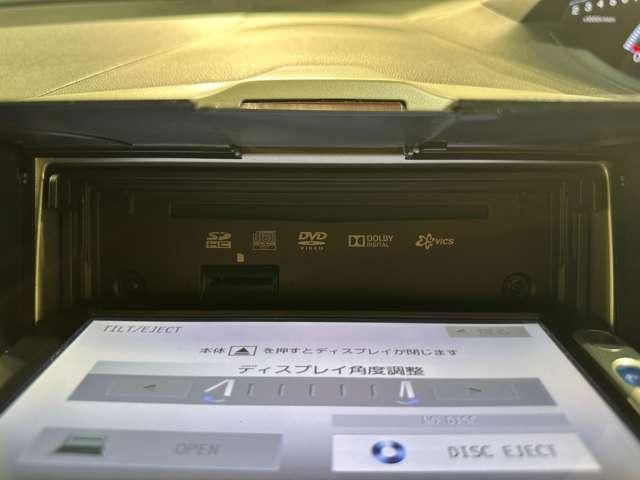 SD HC
COMPACT disc
DVD VIDEO
DOLBY DIGITAL
VICS
TILT/EJECT
本体 ▲ を押すとディスプレイが閉じます
ディスプレイ角度調整
NO DISC
OPEN
DISC EJECT